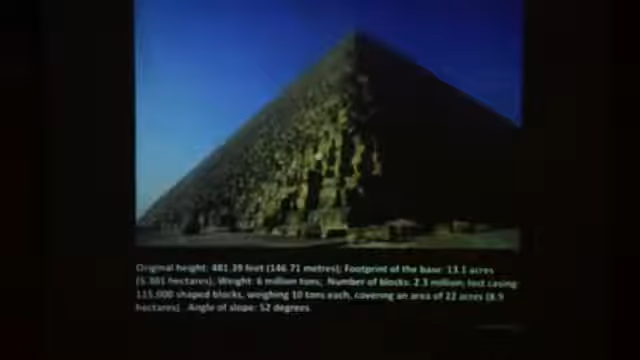 Original height: 481.39 feet (146.71 metres); Footprint of the base: 13.1 acres
(5.301 hectares); Weight: 6 million tons; Number of blocks: 2.3 million; lost casing:
115,000 shaped blocks, weighing 10 tons each, covering an area of 22 acres (8.9
hectares). Angle of slope: 52 degrees.